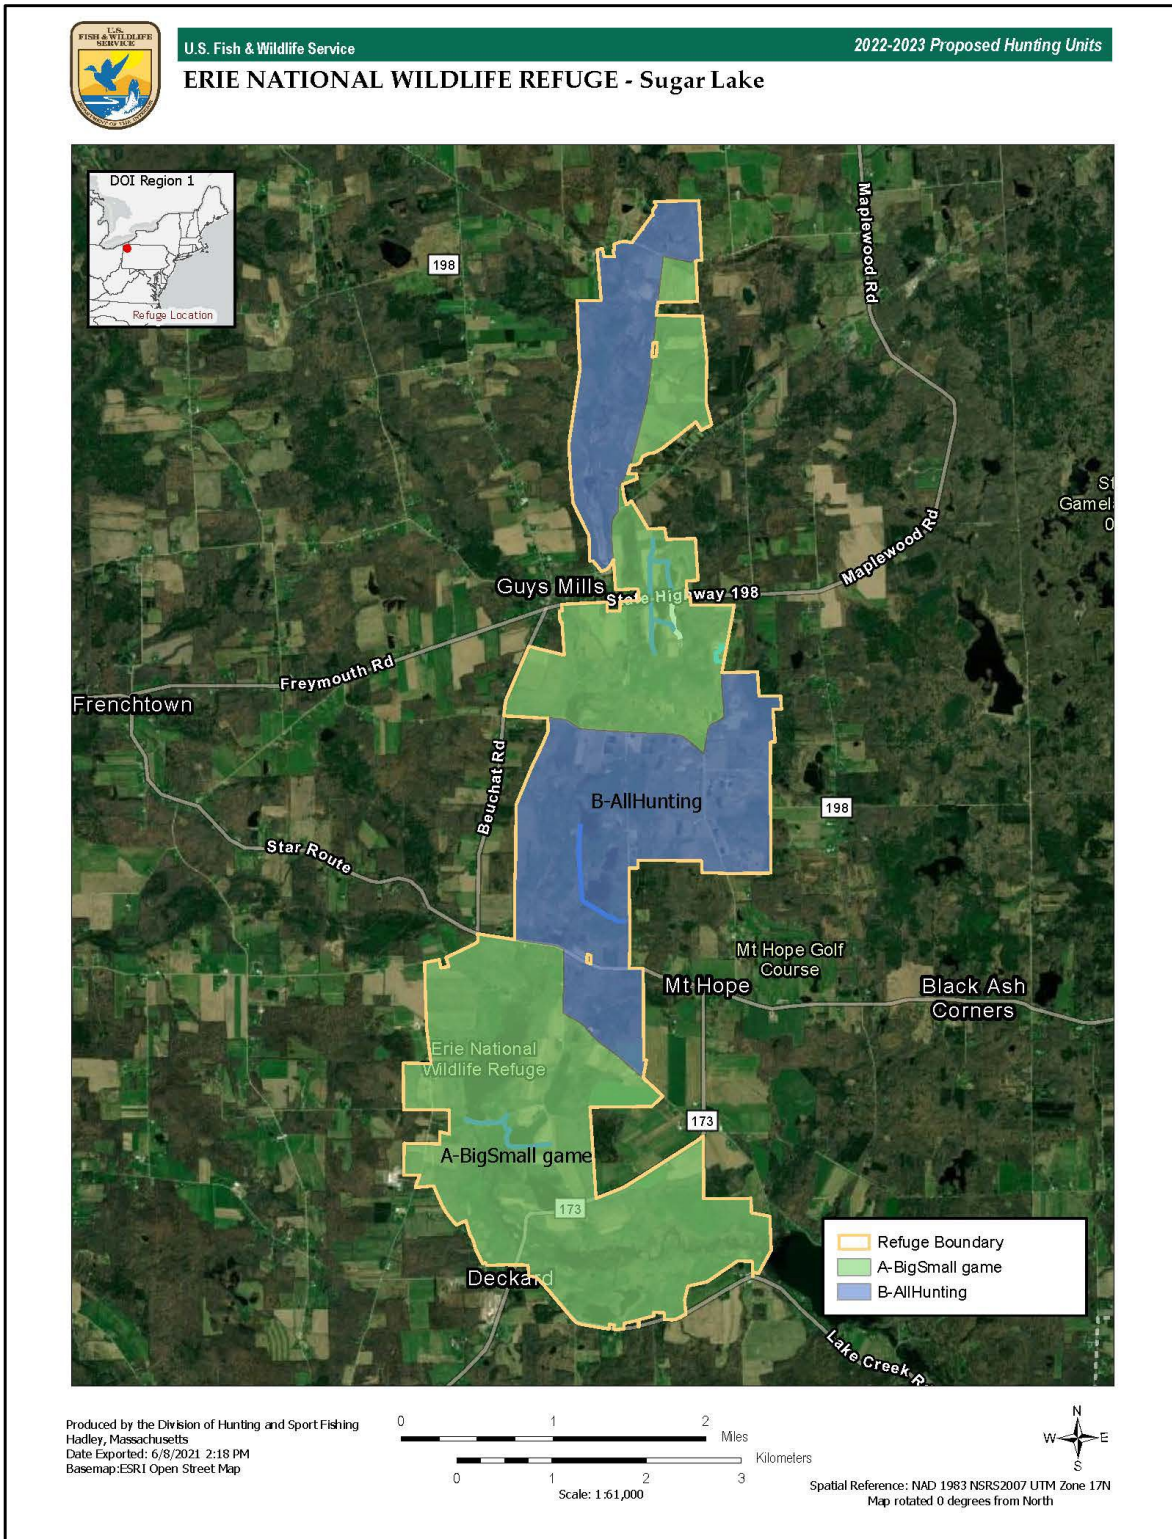 U.S.
FISH & WILDLIFE
SERVICE
DEPARTMENT OF THE INTERIOR
U.S. Fish & Wildlife Service
2022-2023 Proposed Hunting Units
ERIE NATIONAL WILDLIFE REFUGE - Sugar Lake
DOI Region 1
Refuge Location
198
Maplewood Rd
Gamel
Maplewood Rd
Guys Mills
State Highway 198
Freymouth Rd
Frenchtown
Beuchat Rd
B-AllHunting
198
Star Route
Mt Hope Golf
Course
Mt Hope
Black Ash
Corners
Erie National
Wildlife Refuge
173
A-BigSmall game
173
Deckard
Refuge Boundary
A-BigSmall game
B-AllHunting
Lake Creek R
Produced by the Division of Hunting and Sport Fishing
Hadley, Massachusetts
Date Exported: 6/8/2021 2:18 PM
Basemap:ESRI Open Street Map
0 1 2
Miles
Kilometers
0 1 2 3
Scale: 1:61,000
N
W E
S
Spatial Reference: NAD 1983 NSRS2007 UTM Zone 17N
Map rotated 0 degrees from North